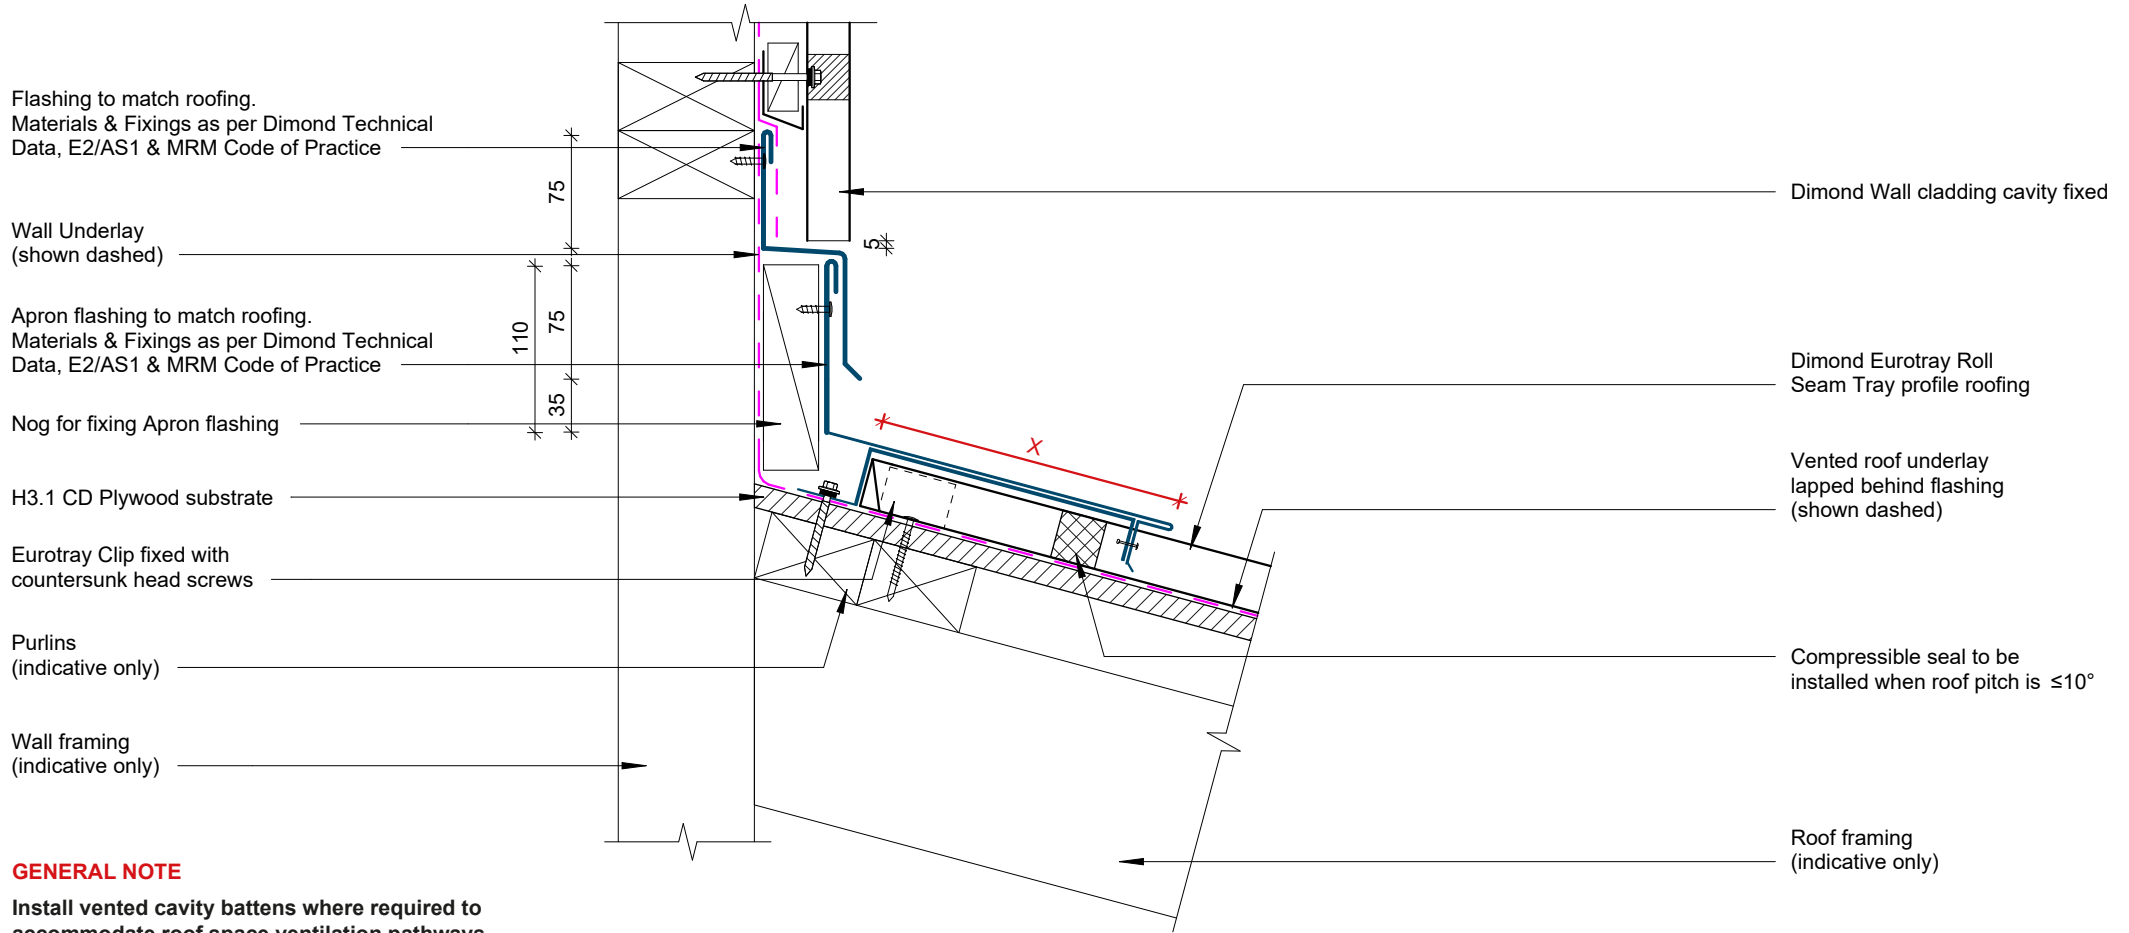 Flashing to match roofing.
Materials & Fixings as per Dimond Technical
Data, E2/AS1 & MRM Code of Practice
Wall Underlay
(shown dashed)
Apron flashing to match roofing.
Materials & Fixings as per Dimond Technical
Data, E2/AS1 & MRM Code of Practice
Nog for fixing Apron flashing
H3.1 CD Plywood substrate
Eurotray Clip fixed with
countersunk head screws
Purlins
(indicative only)
Wall framing
(indicative only)
GENERAL NOTE
Install vented cavity battens where required to
accommodate roof space ventilation pathways
75
110
75
35
5
X
Dimond Wall cladding cavity fixed
Dimond Eurotray Roll
Seam Tray profile roofing
Vented roof underlay
lapped behind flashing
(shown dashed)
Compressible seal to be
installed when roof pitch is ≤10°
Roof framing
(indicative only)